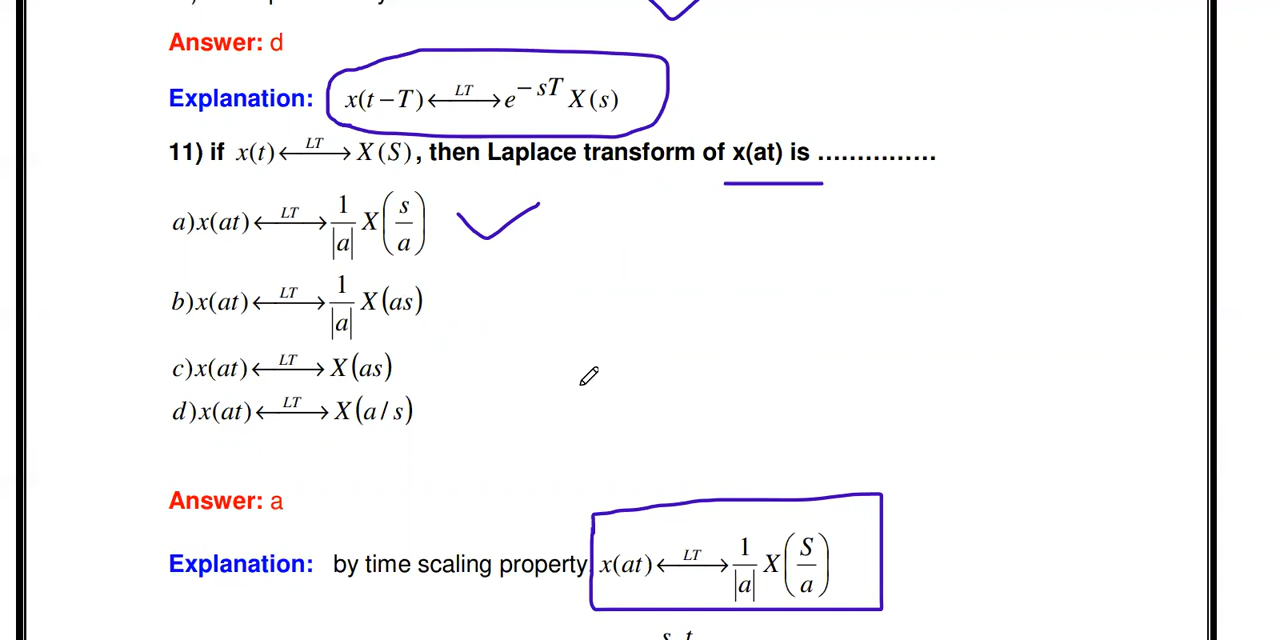 Answer: d
Explanation: x(t−T) ⟷LT e^−sT X(s)
11) if x(t) ⟷LT X(S), then Laplace transform of x(at) is ……………
a)x(at) ⟷LT 1/|a| X(s/a)
b)x(at) ⟷LT 1/|a| X(as)
c)x(at) ⟷LT X(as)
d)x(at) ⟷LT X(a/s)
Answer: a
Explanation: by time scaling property x(at) ⟷LT 1/|a| X(S/a)